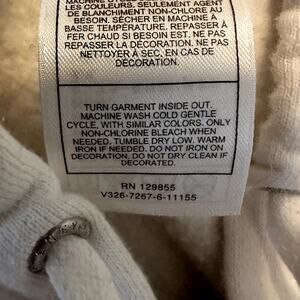 LES COULEURS. SEULEMENT AGENT
DE BLANCHIMENT NON-CHLORE AU
BESOIN. SÉCHER EN MACHINE À
BASSE TEMPÉRATURE. REPASSER À
FER CHAUD SI BESOIN EST. NE PAS
REPASSER LA DÉCORATION. NE PAS
NETTOYER À SEC, EN CAS DE
DÉCORATION.
TURN GARMENT INSIDE OUT.
MACHINE WASH COLD GENTLE
CYCLE, WITH SIMILAR COLORS. ONLY
NON-CHLORINE BLEACH WHEN
NEEDED. TUMBLE DRY LOW. WARM
IRON IF NEEDED. DO NOT IRON ON
DECORATION. DO NOT DRY CLEAN IF
DECORATED.
RN 129855
V326-7267-6-11155